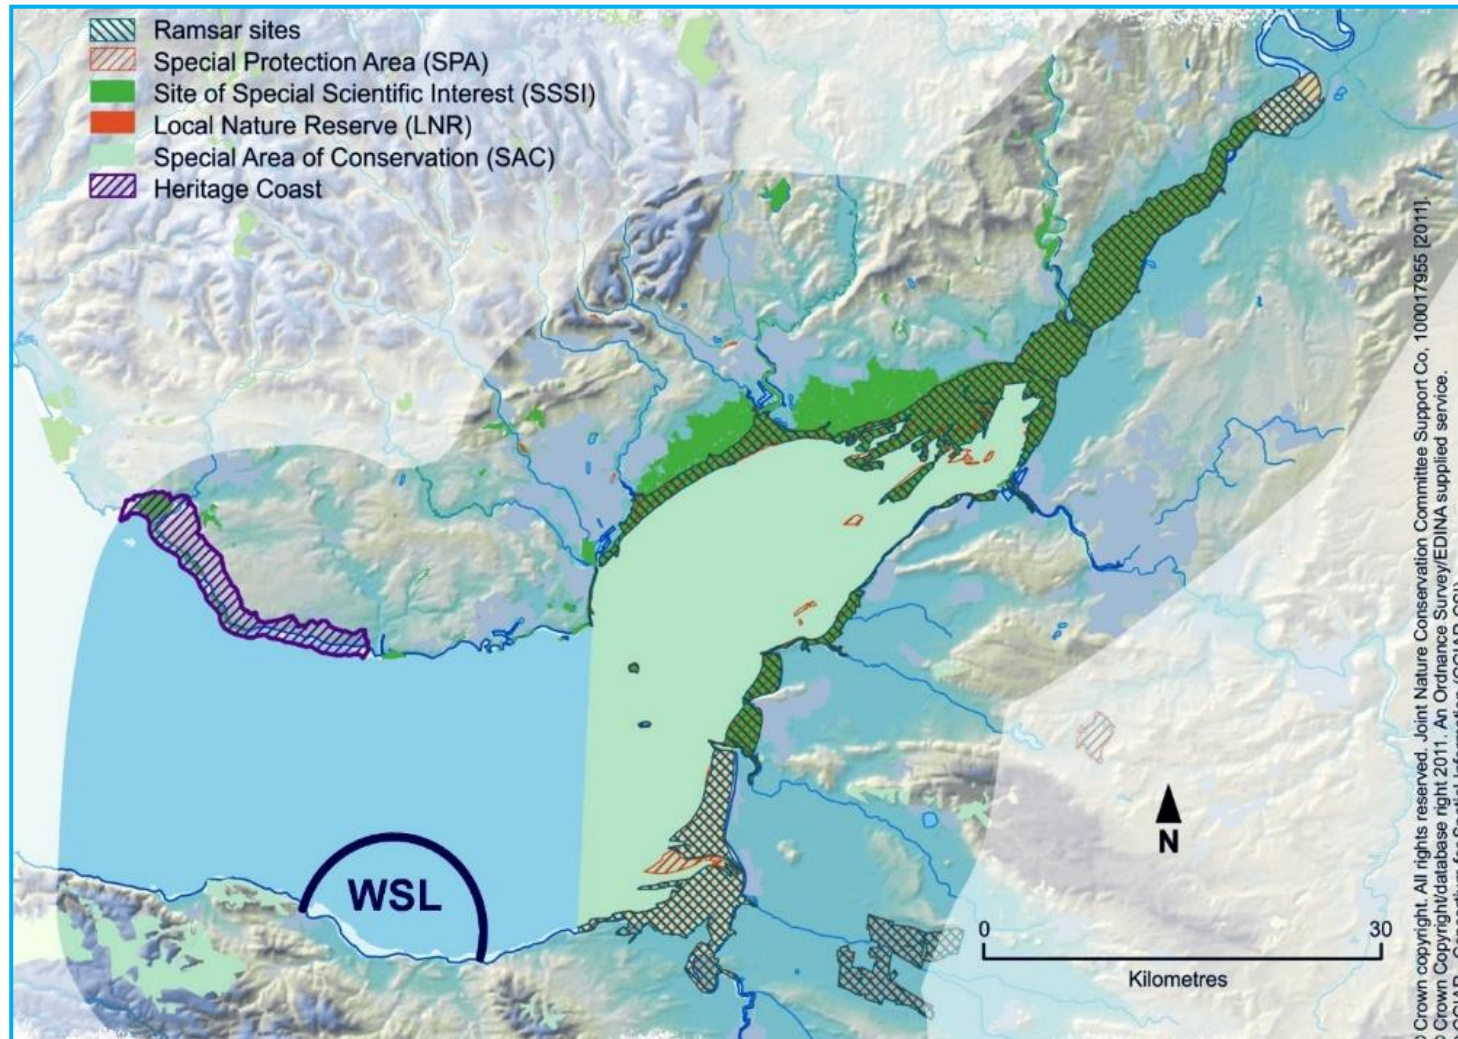 Ramsar sites
Special Protection Area (SPA)
Site of Special Scientific Interest (SSSI)
Local Nature Reserve (LNR)
Special Area of Conservation (SAC)
Heritage Coast
WSL
N
0 30
Kilometres
© Crown copyright. All rights reserved. Joint Nature Conservation Committee Support Co, 100017955 [2011].
© Crown Copyright/database right 2011. An Ordnance Survey/EDINA supplied service.